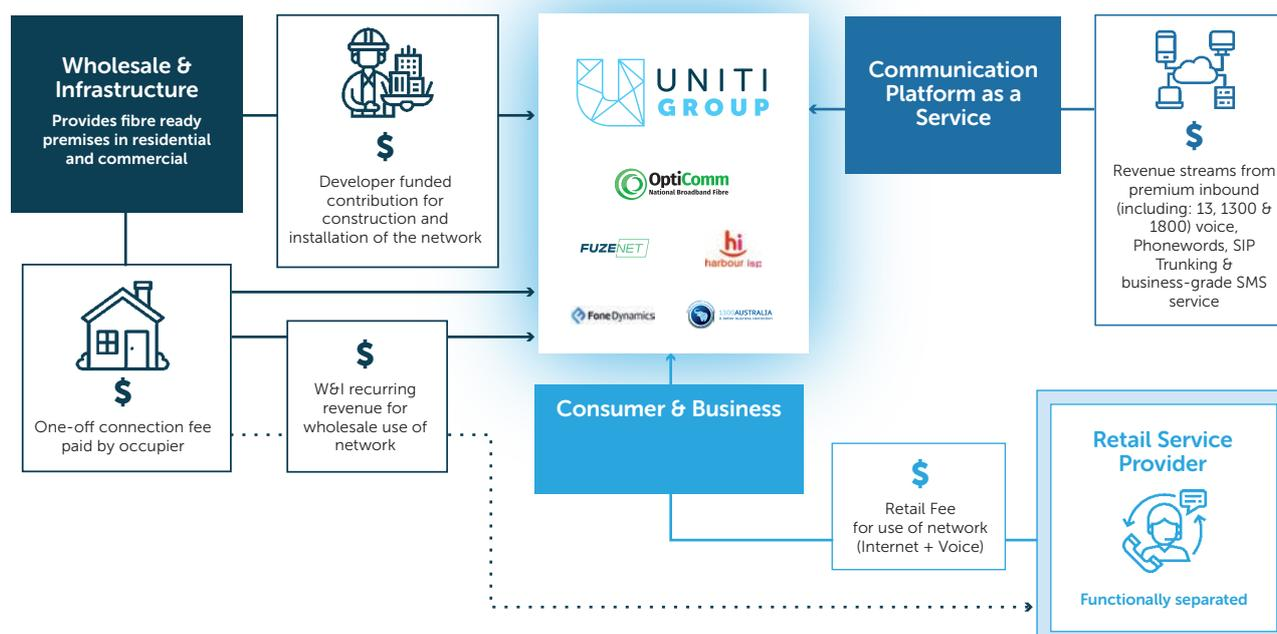 Wholesale &
Infrastructure
Provides fibre ready
premises in residential
and commercial
$
Developer funded
contribution for
construction and
installation of the network
UNITI
GROUP
OptiComm
National Broadband Fibre
FUZENET
hi
harbour isp
FoneDynamics
1300AUSTRALIA
Communication
Platform as a
Service
$
Revenue streams from
premium inbound
(including: 13, 1300 &
1800) voice,
Phonewords, SIP
Trunking &
business-grade SMS
service
$
One-off connection fee
paid by occupier
$
W&I recurring
revenue for
wholesale use of
network
Consumer & Business
$
Retail Fee
for use of network
(Internet + Voice)
Retail Service
Provider
Functionally separated